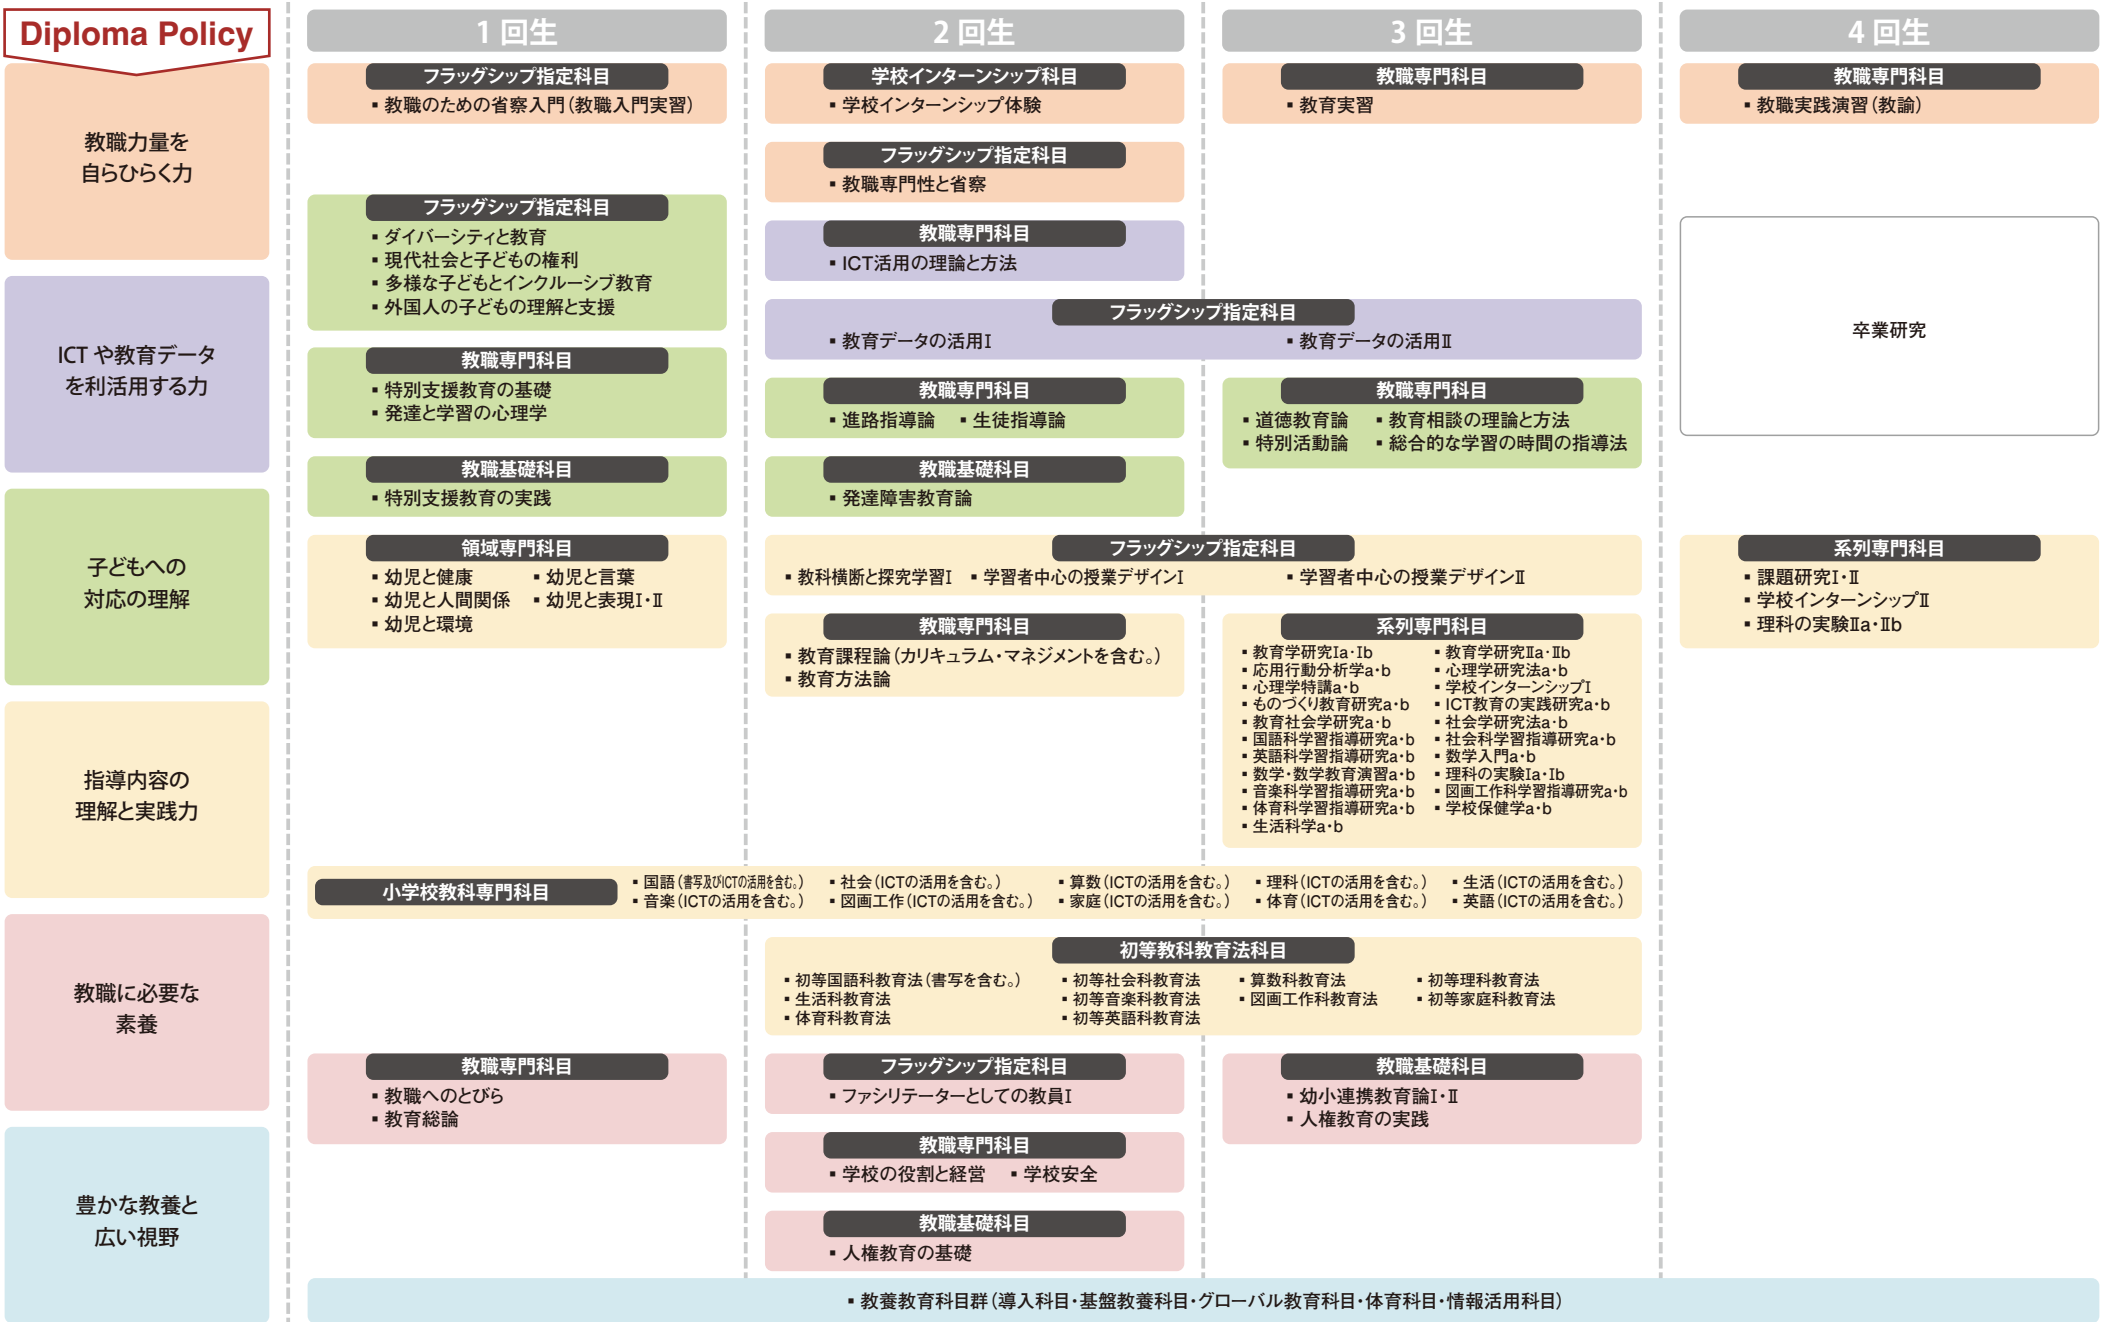 Diploma Policy
1回生
2回生
3回生
4回生
教職力量を
自らひらく力
ICTや教育データ
を利活用する力
子どもへの
対応の理解
指導内容の
理解と実践力
教職に必要な
素養
豊かな教養と
広い視野
フラッグシップ指定科目
▪ 教職のための省察入門（教職入門実習）
フラッグシップ指定科目
▪ ダイバーシティと教育
▪ 現代社会と子どもの権利
▪ 多様な子どもとインクルーシブ教育
▪ 外国人の子どもの理解と支援
教職専門科目
▪ 特別支援教育の基礎
▪ 発達と学習の心理学
教職基礎科目
▪ 特別支援教育の実践
領域専門科目
▪ 幼児と健康 ▪ 幼児と言葉
▪ 幼児と人間関係 ▪ 幼児と表現Ⅰ・Ⅱ
▪ 幼児と環境
学校インターンシップ科目
▪ 学校インターンシップ体験
フラッグシップ指定科目
▪ 教職専門性と省察
教職専門科目
▪ ICT活用の理論と方法
フラッグシップ指定科目
▪ 教育データの活用Ⅰ ▪ 教育データの活用Ⅱ
教職専門科目
▪ 進路指導論 ▪ 生徒指導論
教職基礎科目
▪ 発達障害教育論
フラッグシップ指定科目
▪ 教科横断と探究学習Ⅰ ▪ 学習者中心の授業デザインⅠ ▪ 学習者中心の授業デザインⅡ
教職専門科目
▪ 教育課程論（カリキュラム・マネジメントを含む。）
▪ 教育方法論
教職専門科目
▪ 教育実習
教職専門科目
▪ 道徳教育論 ▪ 教育相談の理論と方法
▪ 特別活動論 ▪ 総合的な学習の時間の指導法
系列専門科目
▪ 教育学研究Ⅰa・Ⅰb ▪ 教育学研究Ⅱa・Ⅱb
▪ 応用行動分析学a・b ▪ 心理学研究法a・b
▪ 心理学特講a・b ▪ 学校インターンシップⅠ
▪ ものづくり教育研究a・b ▪ ICT教育の実践研究a・b
▪ 教育社会学研究a・b ▪ 社会学研究法a・b
▪ 国語科学習指導研究a・b ▪ 社会科学習指導研究a・b
▪ 英語科学習指導研究a・b ▪ 数学入門a・b
▪ 数学・数学教育演習a・b ▪ 理科の実験Ⅰa・Ⅰb
▪ 音楽科学習指導研究a・b ▪ 図画工作科学習指導研究a・b
▪ 体育科学習指導研究a・b ▪ 学校保健学a・b
▪ 生活科学a・b
教職専門科目
▪ 教職実践演習（教諭）
卒業研究
系列専門科目
▪ 課題研究Ⅰ・Ⅱ
▪ 学校インターンシップⅡ
▪ 理科の実験Ⅱa・Ⅱb
小学校教科専門科目
▪ 国語（書写及びICTの活用を含む。） ▪ 社会（ICTの活用を含む。） ▪ 算数（ICTの活用を含む。） ▪ 理科（ICTの活用を含む。） ▪ 生活（ICTの活用を含む。）
▪ 音楽（ICTの活用を含む。） ▪ 図画工作（ICTの活用を含む。） ▪ 家庭（ICTの活用を含む。） ▪ 体育（ICTの活用を含む。） ▪ 英語（ICTの活用を含む。）
初等教科教育法科目
▪ 初等国語科教育法（書写を含む。） ▪ 初等社会科教育法 ▪ 算数科教育法 ▪ 初等理科教育法
▪ 生活科教育法 ▪ 初等音楽科教育法 ▪ 図画工作科教育法 ▪ 初等家庭科教育法
▪ 体育科教育法 ▪ 初等英語科教育法
教職専門科目
▪ 教職へのとびら
▪ 教育総論
フラッグシップ指定科目
▪ ファシリテーターとしての教員Ⅰ
教職専門科目
▪ 学校の役割と経営 ▪ 学校安全
教職基礎科目
▪ 人権教育の基礎
教職基礎科目
▪ 幼小連携教育論Ⅰ・Ⅱ
▪ 人権教育の実践
▪ 教養教育科目群（導入科目・基盤教養科目・グローバル教育科目・体育科目・情報活用科目）